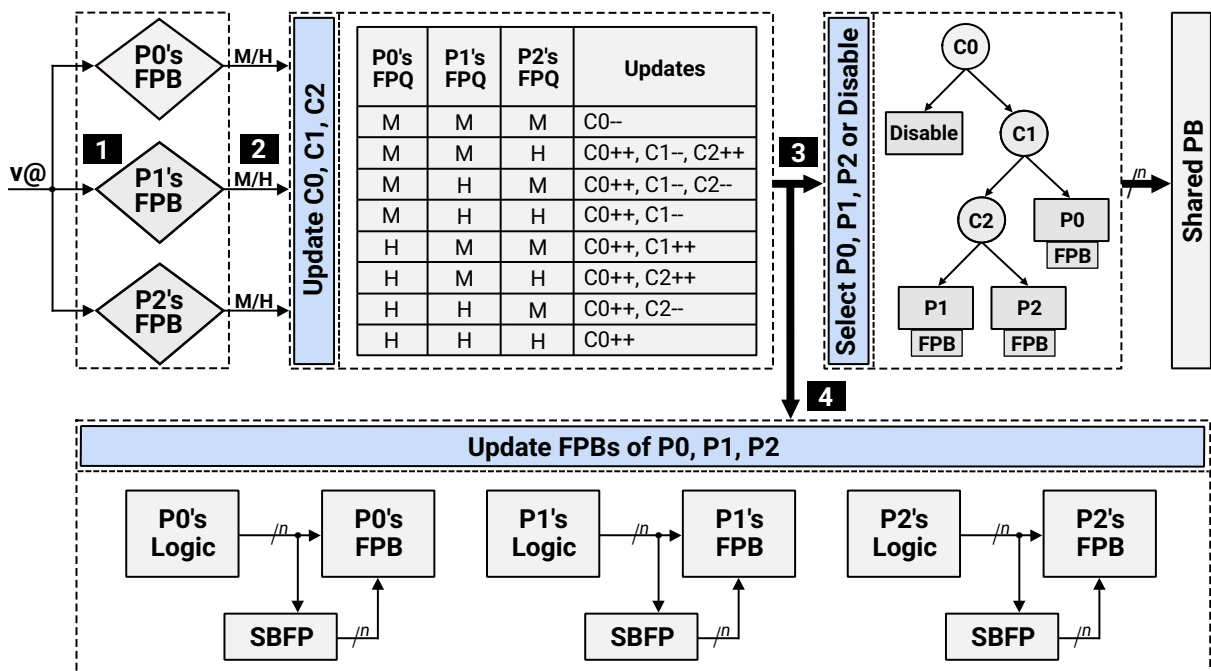 v@
P0's
FPB
P1's
FPB
P2's
FPB
1
M/H
2
M/H
M/H
Update C0, C1, C2
P0's FPQ P1's FPQ P2's FPQ Updates
M M M C0--
M M H C0++, C1--, C2++
M H M C0++, C1--, C2--
M H H C0++, C1--
H M M C0++, C1++
H M H C0++, C2++
H H M C0++, C2--
H H H C0++
3
4
Select P0, P1, P2 or Disable
C0
Disable
C1
C2
P0
FPB
P1
FPB
P2
FPB
n
Shared PB
Update FPBs of P0, P1, P2
P0's
Logic
n
P0's
FPB
SBFP
n
P1's
Logic
n
P1's
FPB
SBFP
n
P2's
Logic
n
P2's
FPB
SBFP
n